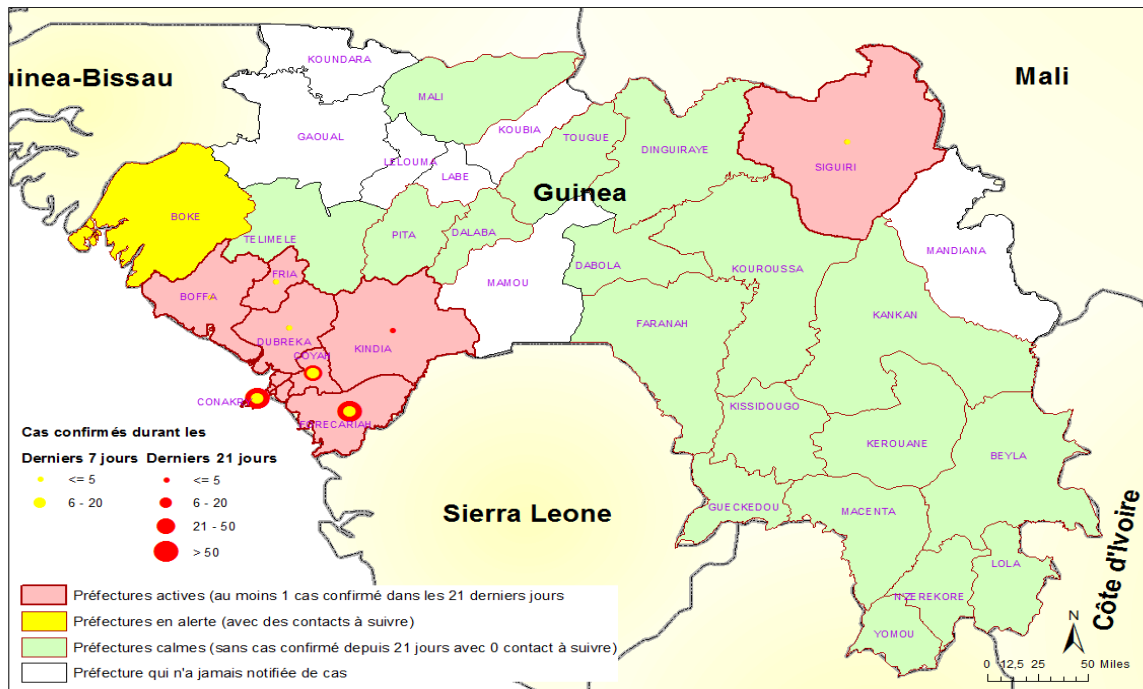 KOUNDARA
uinea-Bissau
Mali
MALI
GAOUAL
KOUBIA
TOUGUE
DINGUIRAYE
LELOUMA
LABE
SIGUIRI
Guinea
BOKE
TELIMELE
PITA
DALABA
MANDIANA
DABOLA
KOUROUSSA
FRIA
MAMOU
BOFFA
KANKAN
FARANAH
DUBREKA
COYAH
KINDIA
CONAKRY
FORECARIAH
KISSIDOUGO
KEROUANE
BEYLA
GUECKEDOU
MACENTA
Sierra Leone
LOLA
N'ZEREKORE
YOMOU
Côte d'Ivoire
Cas confirmés durant les
Derniers 7 jours Derniers 21 jours
<= 5 <= 5
6 - 20 6 - 20
21 - 50
> 50
Préfectures actives (au moins 1 cas confirmé dans les 21 derniers jours
Préfectures en alerte (avec des contacts à suivre)
Préfectures calmes (sans cas confirmé depuis 21 jours avec 0 contact à suivre)
Préfecture qui n'a jamais notifiée de cas
N
0 12,5 25 50 Miles